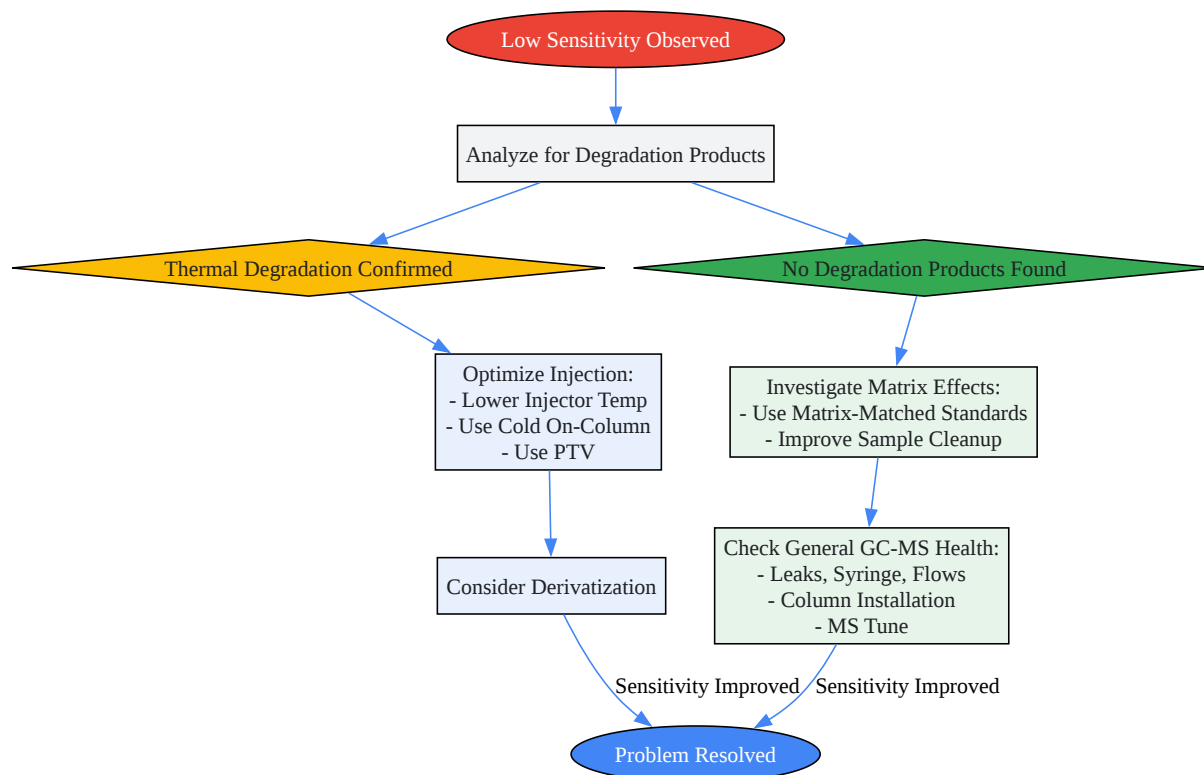 Low Sensitivity Observed
Analyze for Degradation Products
Thermal Degradation Confirmed
No Degradation Products Found
Optimize Injection:
- Lower Injector Temp
- Use Cold On-Column
- Use PTV
Investigate Matrix Effects:
- Use Matrix-Matched Standards
- Improve Sample Cleanup
Consider Derivatization
Check General GC-MS Health:
- Leaks, Syringe, Flows
- Column Installation
- MS Tune
Sensitivity Improved
Sensitivity Improved
Problem Resolved